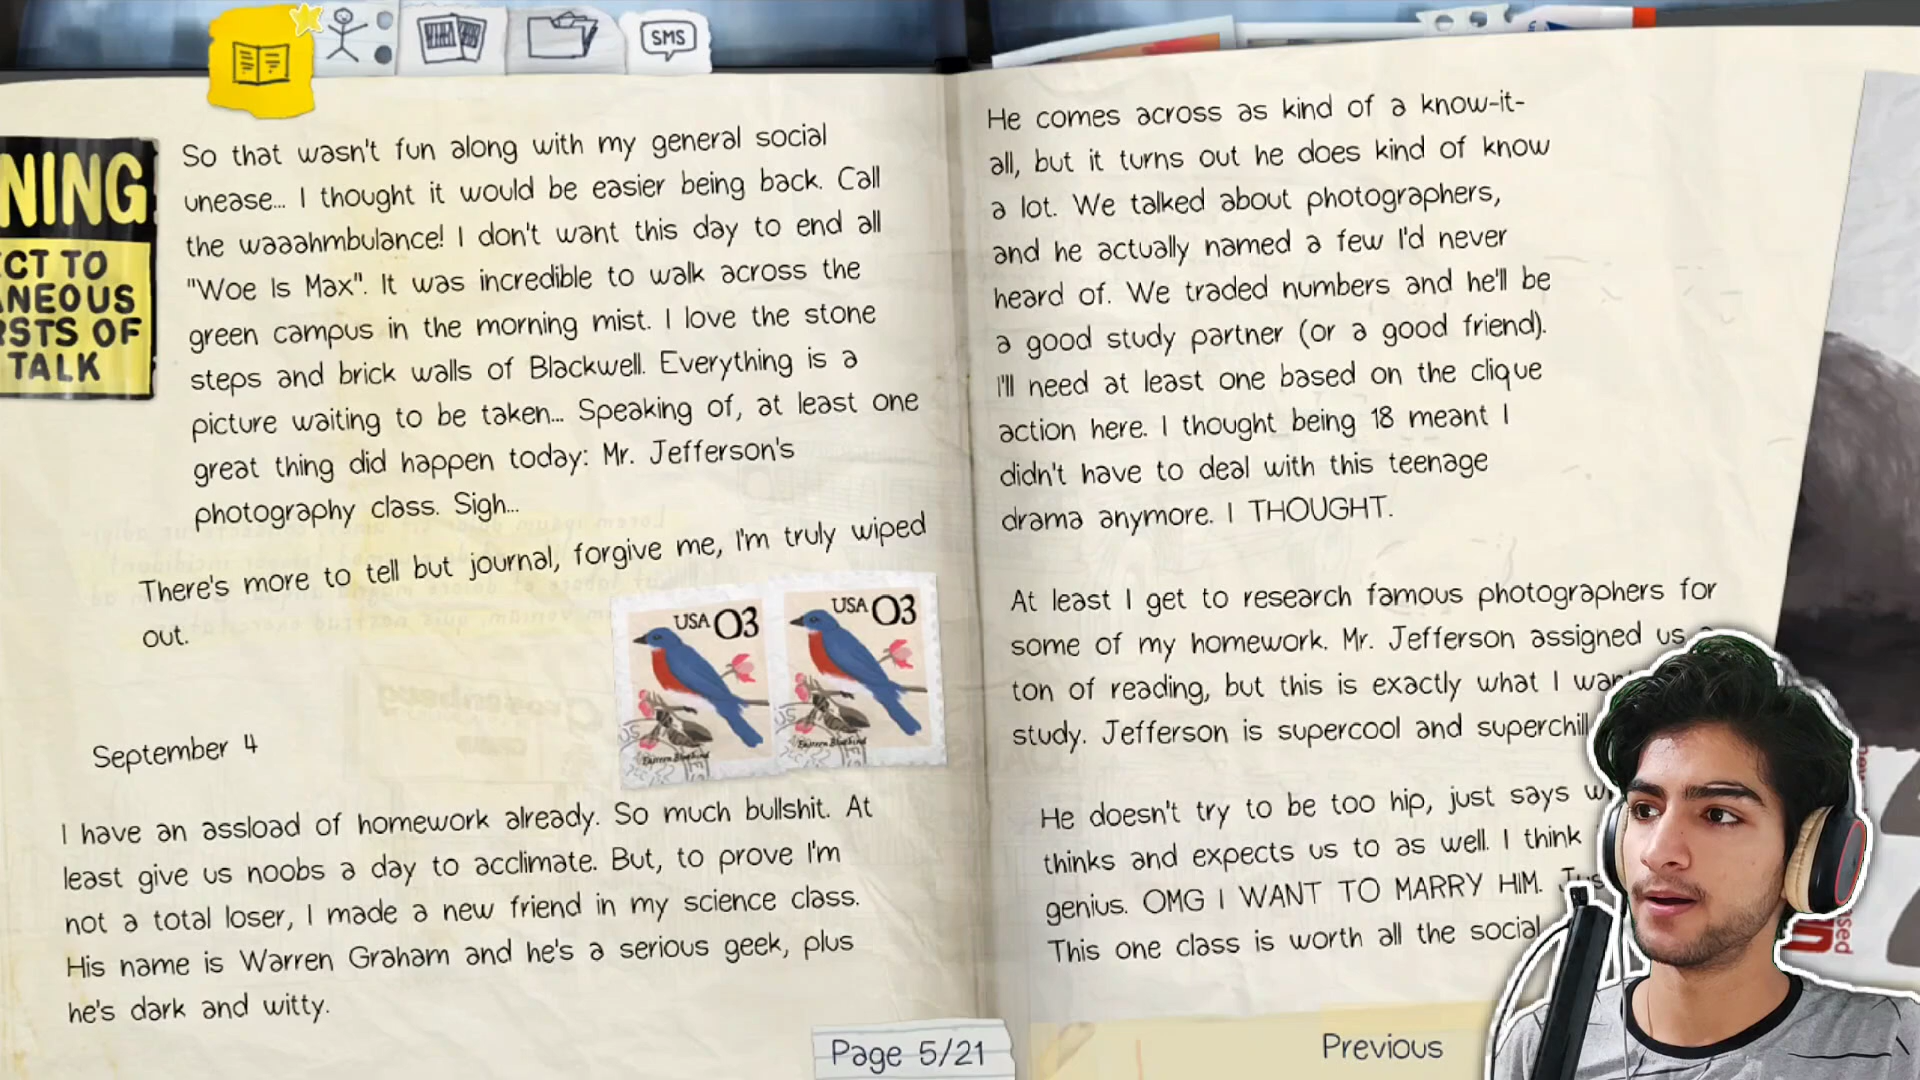 SMS
NING
CT TO
ANEOUS
RSTS OF
TALK
So that wasn't fun along with my general social
unease... I thought it would be easier being back. Call
the waaahmbulance! I don't want this day to end all
"Woe Is Max". It was incredible to walk across the
green campus in the morning mist. I love the stone
steps and brick walls of Blackwell. Everything is a
picture waiting to be taken... Speaking of, at least one
great thing did happen today: Mr. Jefferson's
photography class. Sigh...
There's more to tell but journal, forgive me, I'm truly wiped
out.
USA 03
Eastern Bluebird
USA 03
Eastern Bluebird
September 4
I have an assload of homework already. So much bullshit. At
least give us noobs a day to acclimate. But, to prove I'm
not a total loser, I made a new friend in my science class.
His name is Warren Graham and he's a serious geek, plus
he's dark and witty.
Page 5/21
He comes across as kind of a know-it-
all, but it turns out he does kind of know
a lot. We talked about photographers,
and he actually named a few I'd never
heard of. We traded numbers and he'll be
a good study partner (or a good friend).
I'll need at least one based on the clique
action here. I thought being 18 meant I
didn't have to deal with this teenage
drama anymore. I THOUGHT.
At least I get to research famous photographers for
some of my homework. Mr. Jefferson assigned us
ton of reading, but this is exactly what I
study. Jefferson is supercool and superchill
He doesn't try to be too hip, just says
thinks and expects us to as well. I think
genius. OMG I WANT TO MARRY HIM.
This one class is worth all the social
Previous